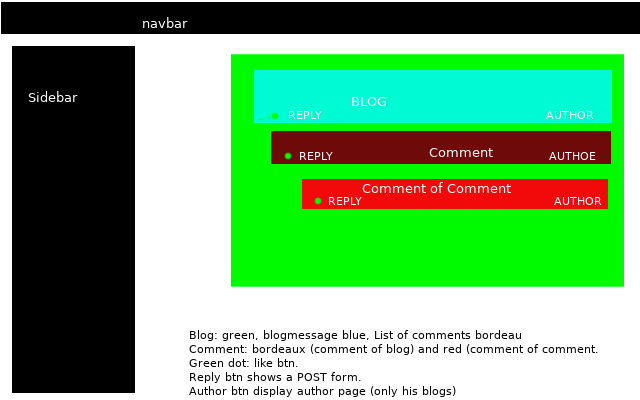 navbar
Sidebar
BLOG
REPLY AUTHOR
Comment
REPLY AUTHOE
Comment of Comment
REPLY AUTHOR
Blog: green, blogmessage blue, List of comments bordeau
Comment: bordeaux (comment of blog) and red (comment of comment.
Green dot: like btn.
Reply btn shows a POST form.
Author btn display author page (only his blogs)